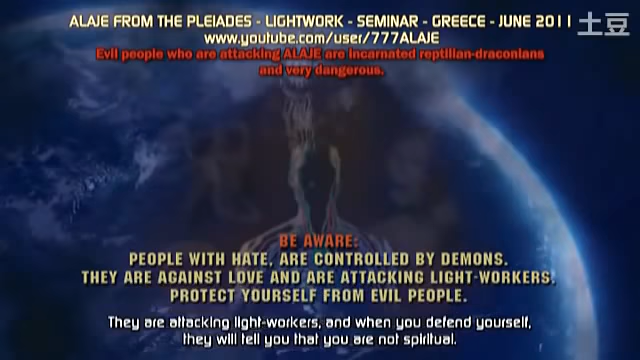 ALAJE FROM THE PLEIADES - LIGHTWORK - SEMINAR - GREECE - JUNE 2011
土豆
www.youtube.com/user/777ALAJE
Evil people who are attacking ALAJE are incarnated reptilian-draconians
and very dangerous.
BE AWARE:
PEOPLE WITH HATE, ARE CONTROLLED BY DEMONS.
THEY ARE AGAINST LOVE AND ARE ATTACKING LIGHT-WORKERS.
PROTECT YOURSELF FROM EVIL PEOPLE.
They are attacking light-workers, and when you defend yourself,
they will tell you that you are not spiritual.